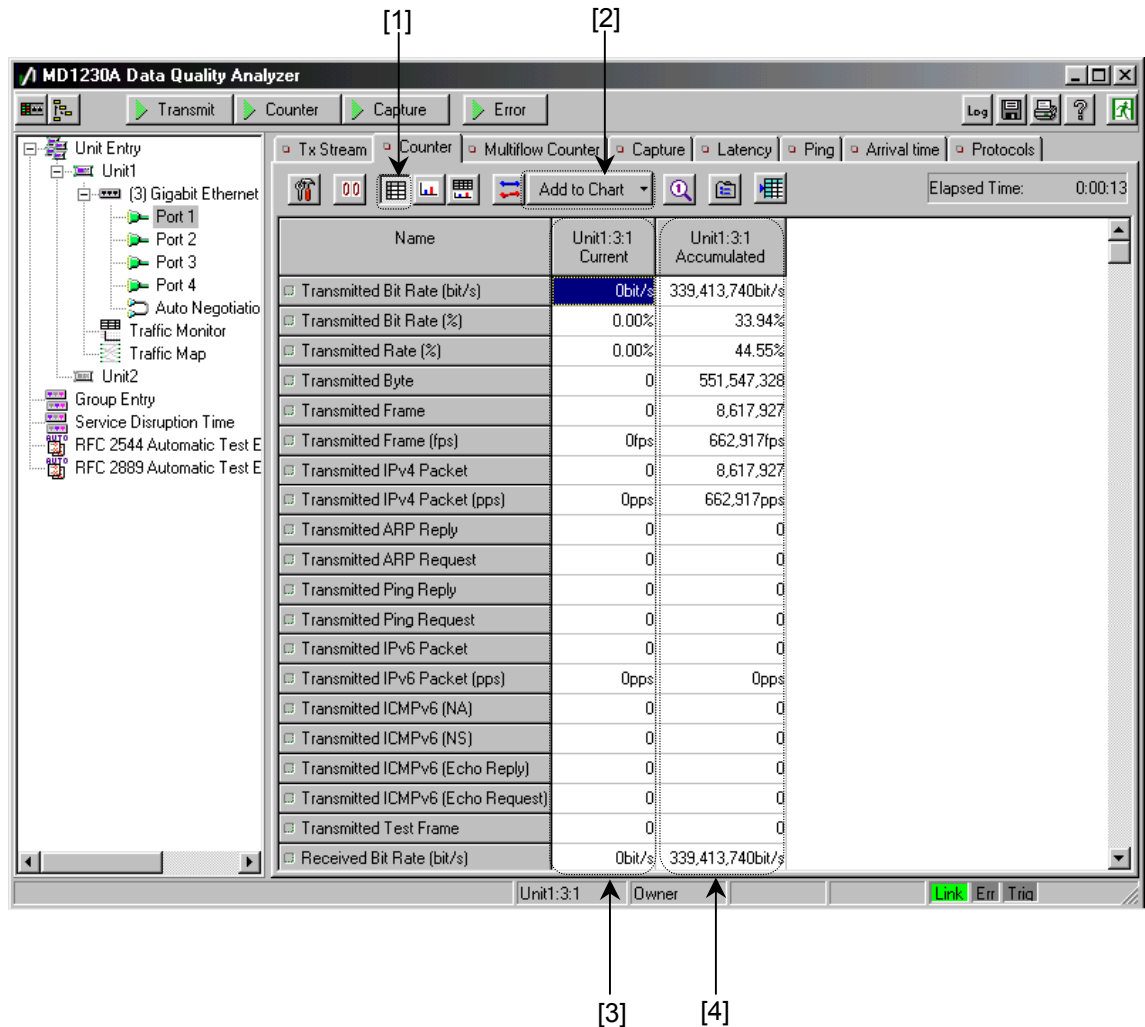 [1]
[2]
MD1230A Data Quality Analyzer
Transmit Counter Capture Error Log
Unit Entry
Unit1
(3) Gigabit Ethernet
Port 1
Port 2
Port 3
Port 4
Auto Negotiatio
Traffic Monitor
Traffic Map
Unit2
Group Entry
Service Disruption Time
RFC 2544 Automatic Test E
RFC 2889 Automatic Test E
Tx Stream Counter Multiflow Counter Capture Latency Ping Arrival time Protocols
Add to Chart Elapsed Time: 0:00:13
Name Unit1:3:1 Current Unit1:3:1 Accumulated
Transmitted Bit Rate (bit/s) 0bit/s 339,413,740bit/s
Transmitted Bit Rate (%) 0.00% 33.94%
Transmitted Rate (%) 0.00% 44.55%
Transmitted Byte 0 551,547,328
Transmitted Frame 0 8,617,927
Transmitted Frame (fps) 0fps 662,917fps
Transmitted IPv4 Packet 0 8,617,927
Transmitted IPv4 Packet (pps) 0pps 662,917pps
Transmitted ARP Reply 0 0
Transmitted ARP Request 0 0
Transmitted Ping Reply 0 0
Transmitted Ping Request 0 0
Transmitted IPv6 Packet 0 0
Transmitted IPv6 Packet (pps) 0pps 0pps
Transmitted ICMPv6 (NA) 0 0
Transmitted ICMPv6 (NS) 0 0
Transmitted ICMPv6 (Echo Reply) 0 0
Transmitted ICMPv6 (Echo Request) 0 0
Transmitted Test Frame 0 0
Received Bit Rate (bit/s) 0bit/s 339,413,740bit/s
Unit1:3:1 Owner Link Err Trig
[3]
[4]